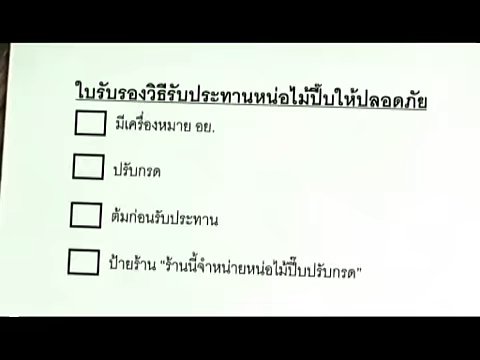 ใบรับรองวิธีรับประทานหน่อไม้ปี๊บให้ปลอดภัย
มีเครื่องหมาย อย.
ปรับกรด
ต้มก่อนรับประทาน
ป้ายร้าน "ร้านนี้จำหน่ายหน่อไม้ปี๊บปรับกรด"